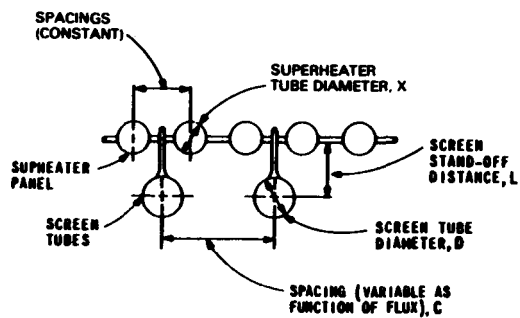 SPACINGS
(CONSTANT)
SUPERHEATER
TUBE DIAMETER, X
SUPHEATER
PANEL
SCREEN
STAND-OFF
DISTANCE, L
SCREEN
TUBES
SCREEN TUBE
DIAMETER, D
SPACING (VARIABLE AS
FUNCTION OF FLUX), C